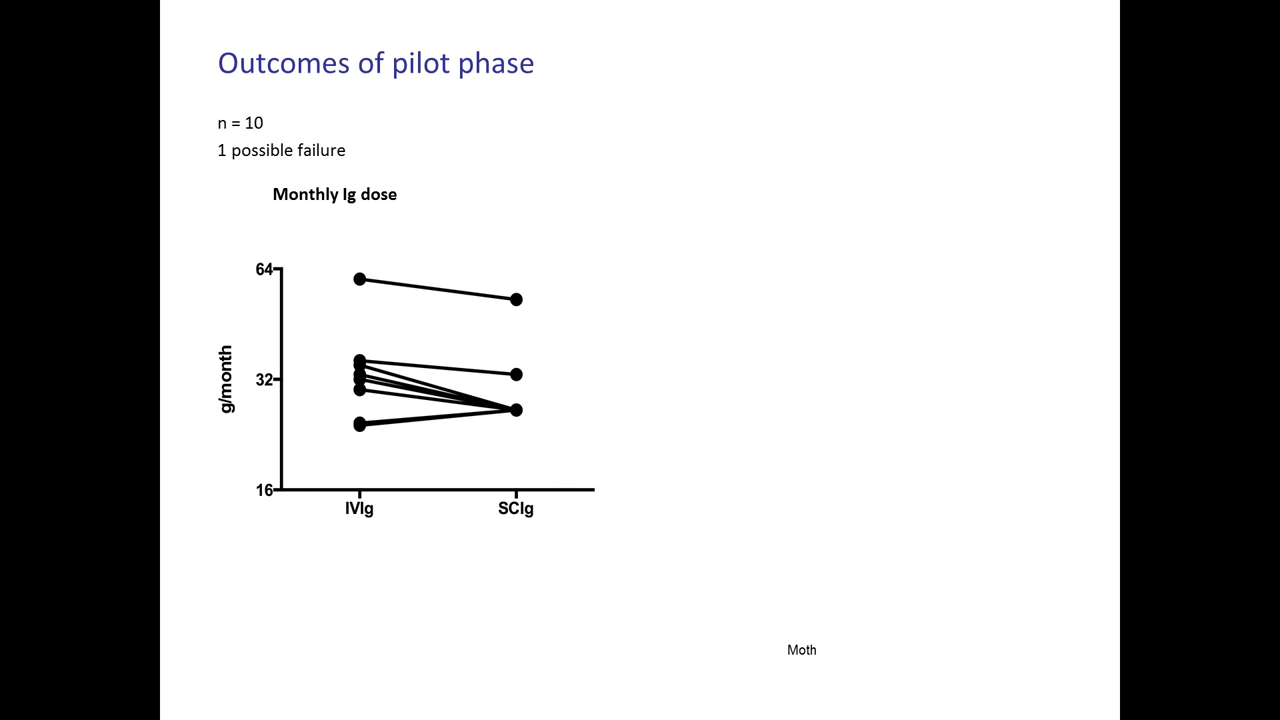 Outcomes of pilot phase
n = 10
1 possible failure
Monthly Ig dose
64
32
16
g/month
IVIg
SCIg
Moth